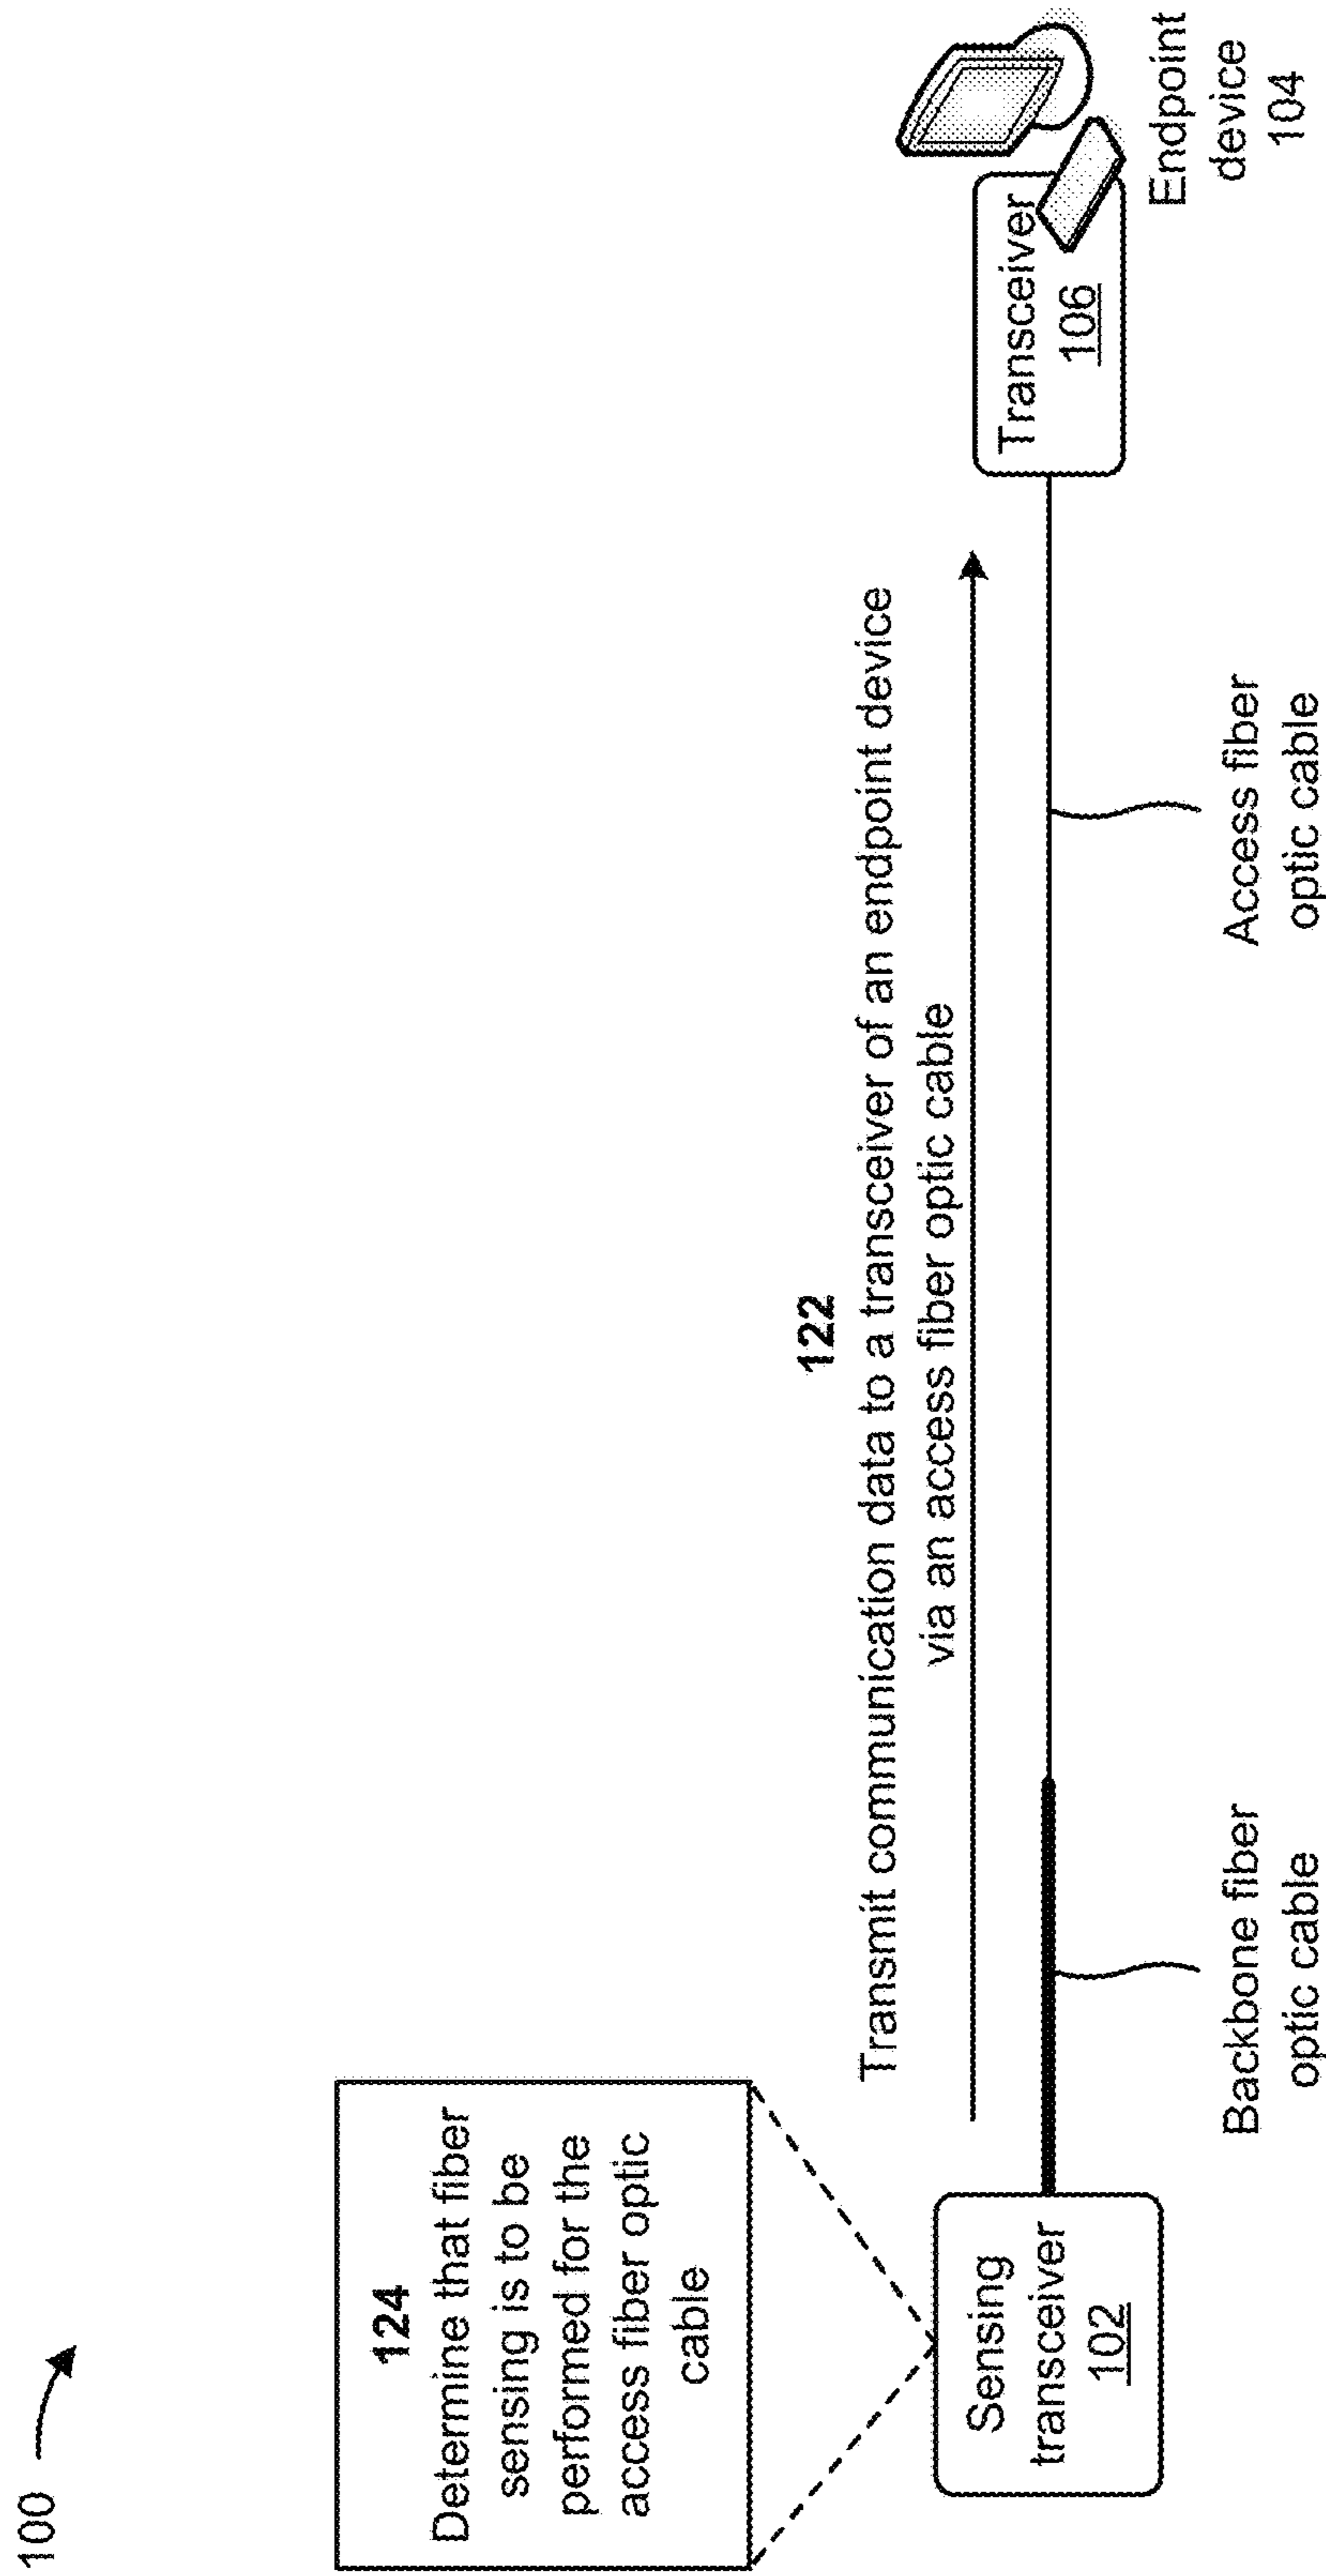 100
124
Determine that fiber
sensing is to be
performed for the
access fiber optic
cable
122
Transmit communication data to a transceiver of an endpoint device
via an access fiber optic cable
Sensing
transceiver
102
Transceiver
106
Endpoint
device
104
Backbone fiber
optic cable
Access fiber
optic cable